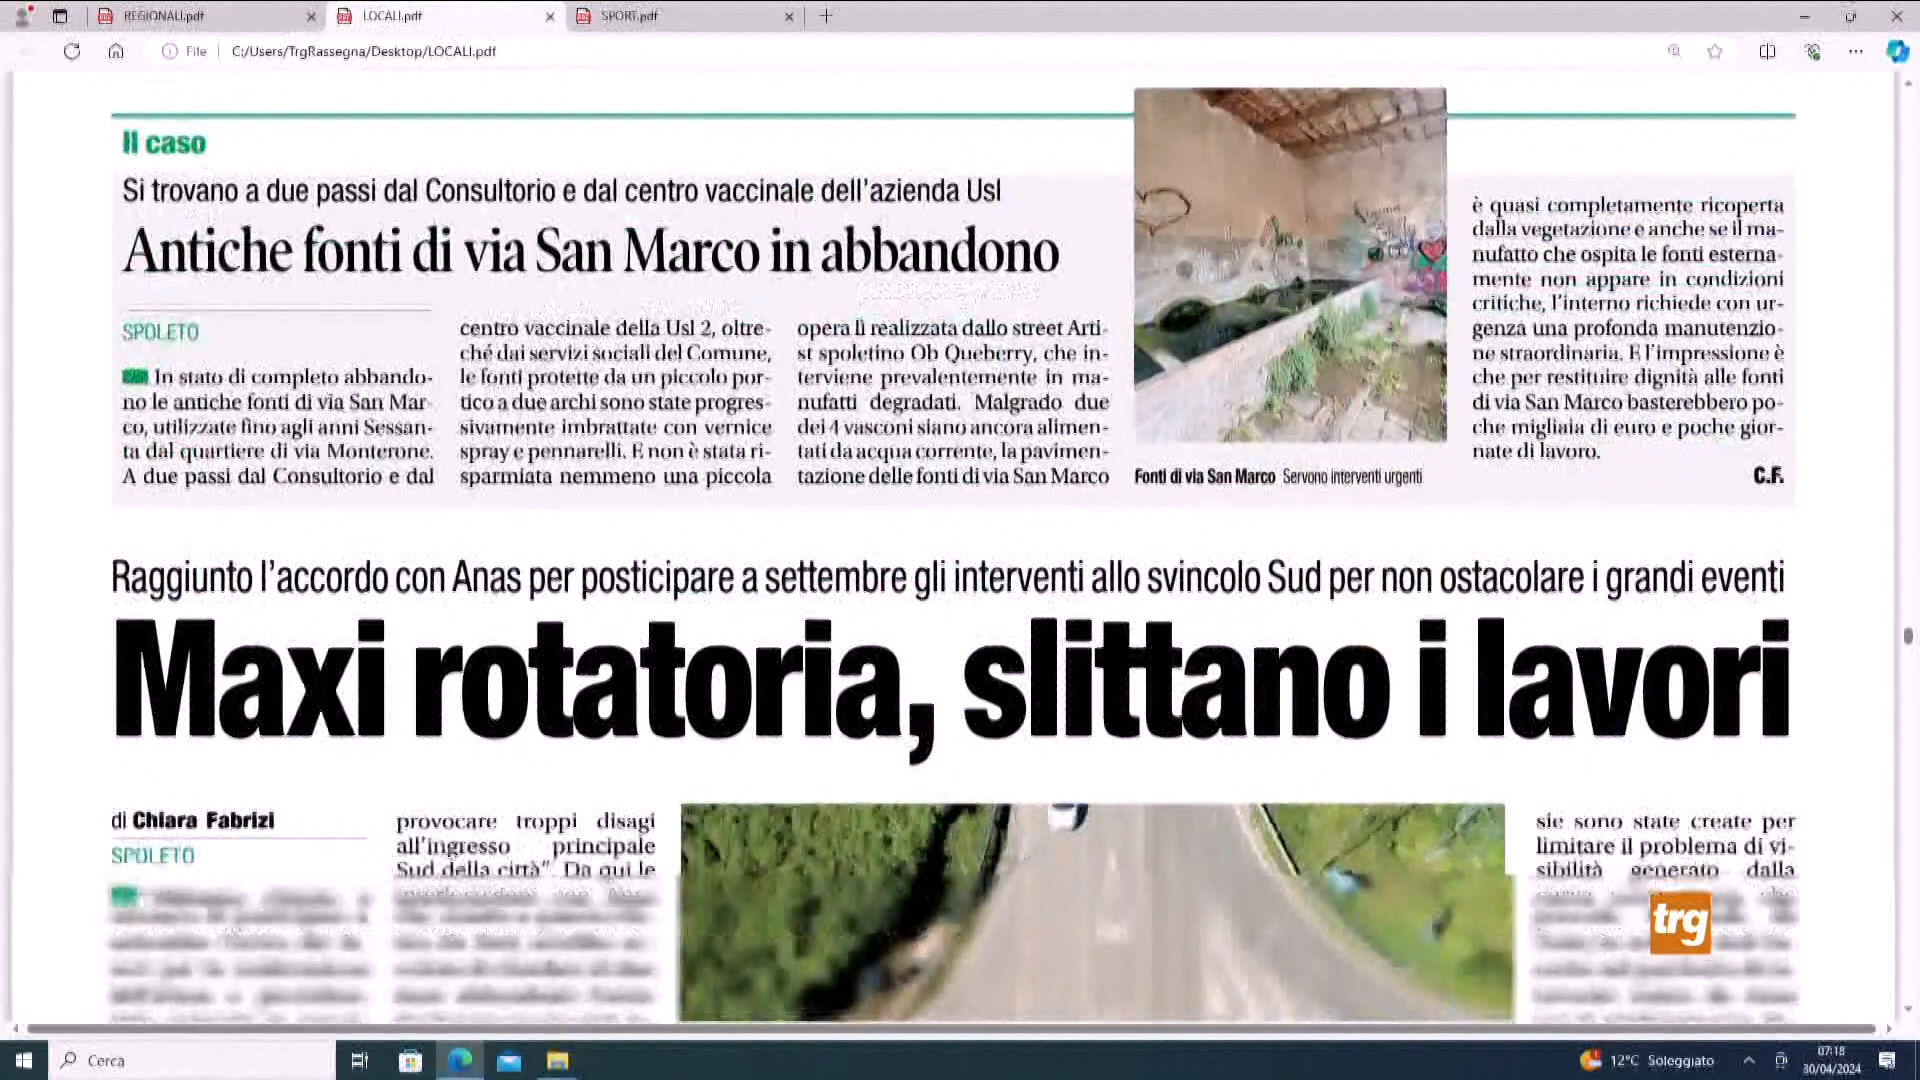 REGIONALI.pdf
LOCALI.pdf
SPORT.pdf
File
C:/Users/TrgRassegna/Desktop/LOCALI.pdf
Il caso
Si trovano a due passi dal Consultorio e dal centro vaccinale dell'azienda Usl
Antiche fonti di via San Marco in abbandono
SPOLETO
In stato di completo abbando-
no le antiche fonti di via San Mar-
co, utilizzate fino agli anni Sessan-
ta dal quartiere di via Monterone.
A due passi dal Consultorio e dal
centro vaccinale della Usl 2, oltre-
ché dai servizi sociali del Comune,
le fonti protette da un piccolo por-
tico a due archi sono state progres-
sivamente imbrattate con vernice
spray e pennarelli. E non è stata ri-
sparmiata nemmeno una piccola
opera lì realizzata dallo street Arti-
st spoletino Ob Queberry, che in-
terviene prevalentemente in ma-
nufatti degradati. Malgrado due
dei 4 vasconi siano ancora alimen-
tati da acqua corrente, la pavimen-
tazione delle fonti di via San Marco
Fonti di via San Marco Servono interventi urgenti
è quasi completamente ricoperta
dalla vegetazione e anche se il ma-
nufatto che ospita le fonti esterna-
mente non appare in condizioni
critiche, l'interno richiede con ur-
genza una profonda manutenzio-
ne straordinaria. E l'impressione è
che per restituire dignità alle fonti
di via San Marco basterebbero po-
che migliaia di euro e poche gior-
nate di lavoro.
C.F.
Raggiunto l'accordo con Anas per posticipare a settembre gli interventi allo svincolo Sud per non ostacolare i grandi eventi
Maxi rotatoria, slittano i lavori
di Chiara Fabrizi
SPOLETO
provocare troppi disagi
all'ingresso principale
Sud della città". Da qui le
sie sono state create per
limitare il problema di vi-
sibilità generato dalla
trg
Cerca
12°C Soleggiato
07:18
30/04/2024